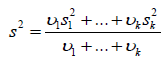 s² = (υ₁s₁² + ... + υₖsₖ²) / (υ₁ + ... + υₖ)